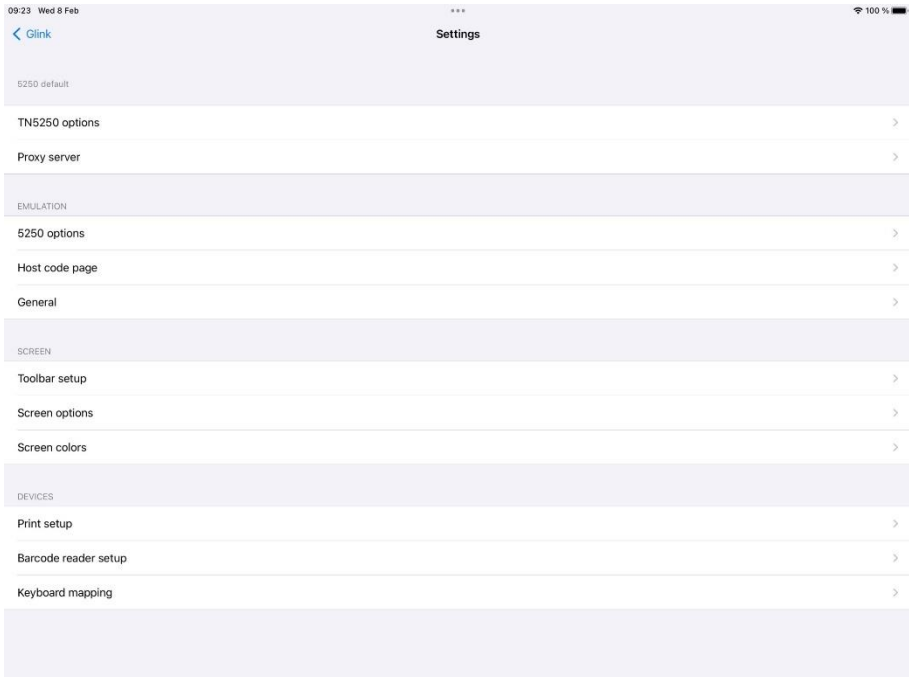 09:23 Wed 8 Feb
100 %
Glink
Settings
5250 default
TN5250 options
Proxy server
EMULATION
5250 options
Host code page
General
SCREEN
Toolbar setup
Screen options
Screen colors
DEVICES
Print setup
Barcode reader setup
Keyboard mapping